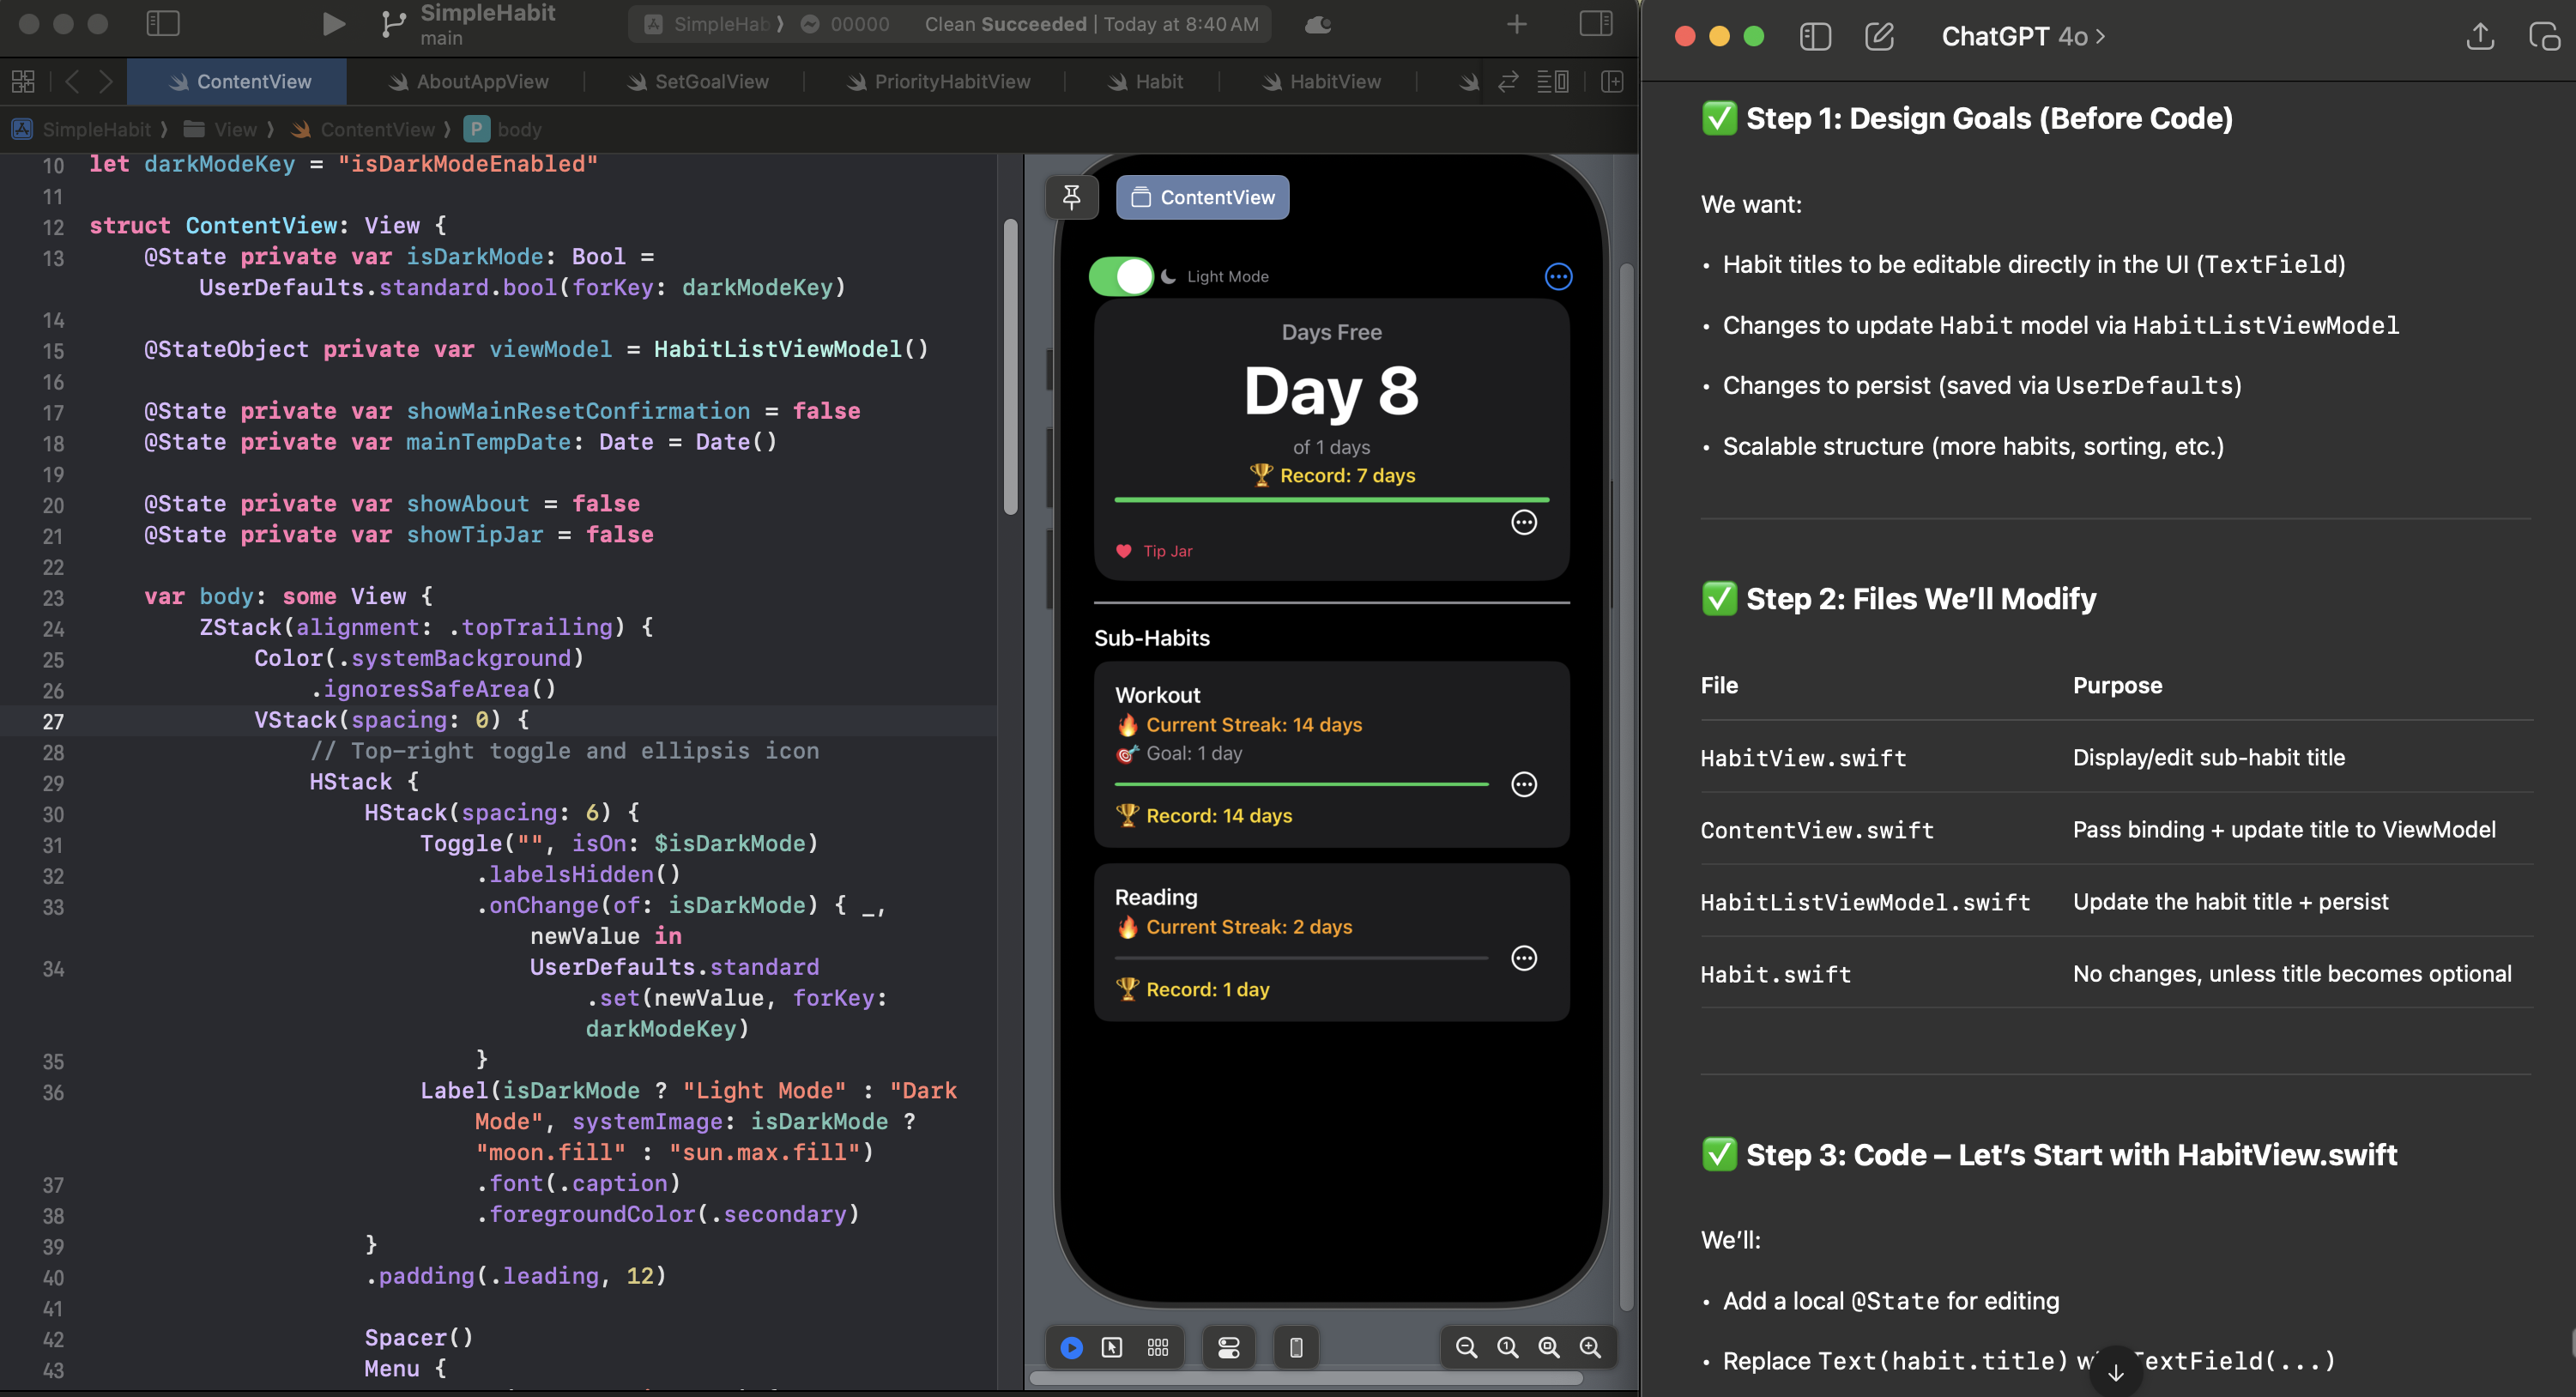 SimpleHabit
main
SimpleHab
00000
Clean Succeeded | Today at 8:40 AM
ContentView
AboutAppView
SetGoalView
PriorityHabitView
Habit
HabitView
SimpleHabit
View
ContentView
P body
10 let darkModeKey = "isDarkModeEnabled"
11
12 struct ContentView: View {
13 @State private var isDarkMode: Bool =
UserDefaults.standard.bool(forKey: darkModeKey)
14
15 @StateObject private var viewModel = HabitListViewModel()
16
17 @State private var showMainResetConfirmation = false
18 @State private var mainTempDate: Date = Date()
19
20 @State private var showAbout = false
21 @State private var showTipJar = false
22
23 var body: some View {
24 ZStack(alignment: .topTrailing) {
25 Color(.systemBackground)
26 .ignoresSafeArea()
27 VStack(spacing: 0) {
28 // Top-right toggle and ellipsis icon
29 HStack {
30 HStack(spacing: 6) {
31 Toggle("", isOn: $isDarkMode)
32 .labelsHidden()
33 .onChange(of: isDarkMode) { _,
newValue in
34 UserDefaults.standard
.set(newValue, forKey:
darkModeKey)
35 }
36 Label(isDarkMode ? "Light Mode" : "Dark
Mode", systemImage: isDarkMode ?
"moon.fill" : "sun.max.fill")
37 .font(.caption)
38 .foregroundColor(.secondary)
39 }
40 .padding(.leading, 12)
41
42 Spacer()
43 Menu {
ContentView
Light Mode
Days Free
Day 8
of 1 days
🏆 Record: 7 days
Tip Jar
Sub-Habits
Workout
🔥 Current Streak: 14 days
🎯 Goal: 1 day
🏆 Record: 14 days
Reading
🔥 Current Streak: 2 days
🏆 Record: 1 day
ChatGPT 4o >
✅ Step 1: Design Goals (Before Code)
We want:
• Habit titles to be editable directly in the UI (TextField)
• Changes to update Habit model via HabitListViewModel
• Changes to persist (saved via UserDefaults)
• Scalable structure (more habits, sorting, etc.)
✅ Step 2: Files We’ll Modify
File Purpose
HabitView.swift Display/edit sub-habit title
ContentView.swift Pass binding + update title to ViewModel
HabitListViewModel.swift Update the habit title + persist
Habit.swift No changes, unless title becomes optional
✅ Step 3: Code – Let’s Start with HabitView.swift
We’ll:
• Add a local @State for editing
• Replace Text(habit.title) TextField(...)